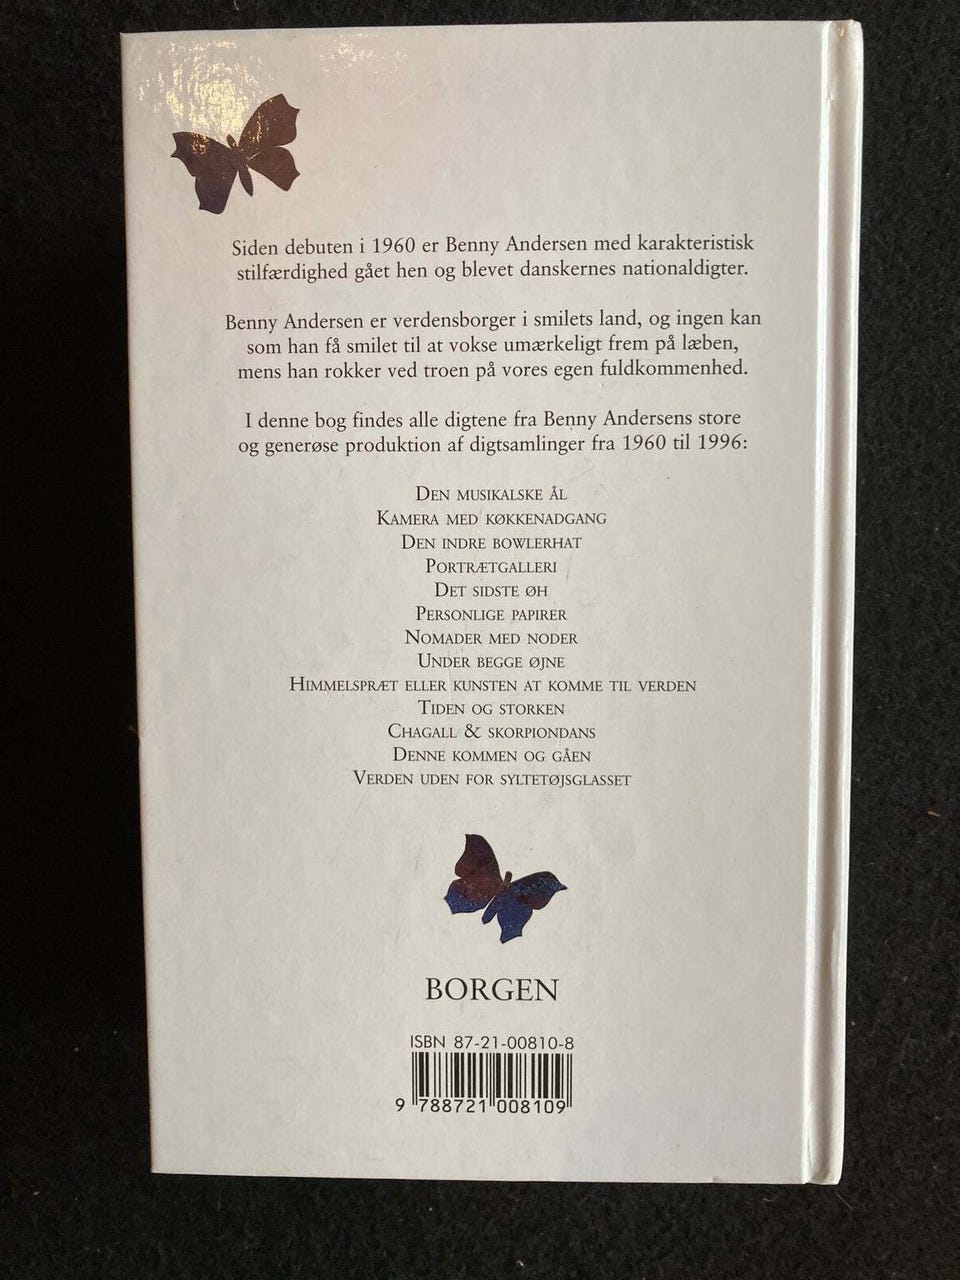 Siden debuten i 1960 er Benny Andersen med karakteristisk
stilfærdighed gået hen og blevet danskernes nationaldigter.
Benny Andersen er verdensborger i smilets land, og ingen kan
som han få smilet til at vokse umærkeligt frem på læben,
mens han rokker ved troen på vores egen fuldkommenhed.
I denne bog findes alle digtene fra Benny Andersens store
og generøse produktion af digtsamlinger fra 1960 til 1996:
DEN MUSIKALSKE ÅL
KAMERA MED KØKKENADGANG
DEN INDRE BOWLERHAT
PORTRÆTGALLERI
DET SIDSTE ØH
PERSONLIGE PAPIRER
NOMADER MED NODER
UNDER BEGGE ØJNE
HIMMELSPRÆT ELLER KUNSTEN AT KOMME TIL VERDEN
TIDEN OG STORKEN
CHAGALL & SKORPIONDANS
DENNE KOMMEN OG GÅEN
VERDEN UDEN FOR SYLTETØJSGLASSET
BORGEN
ISBN 87-21-00810-8
9 788721 008109